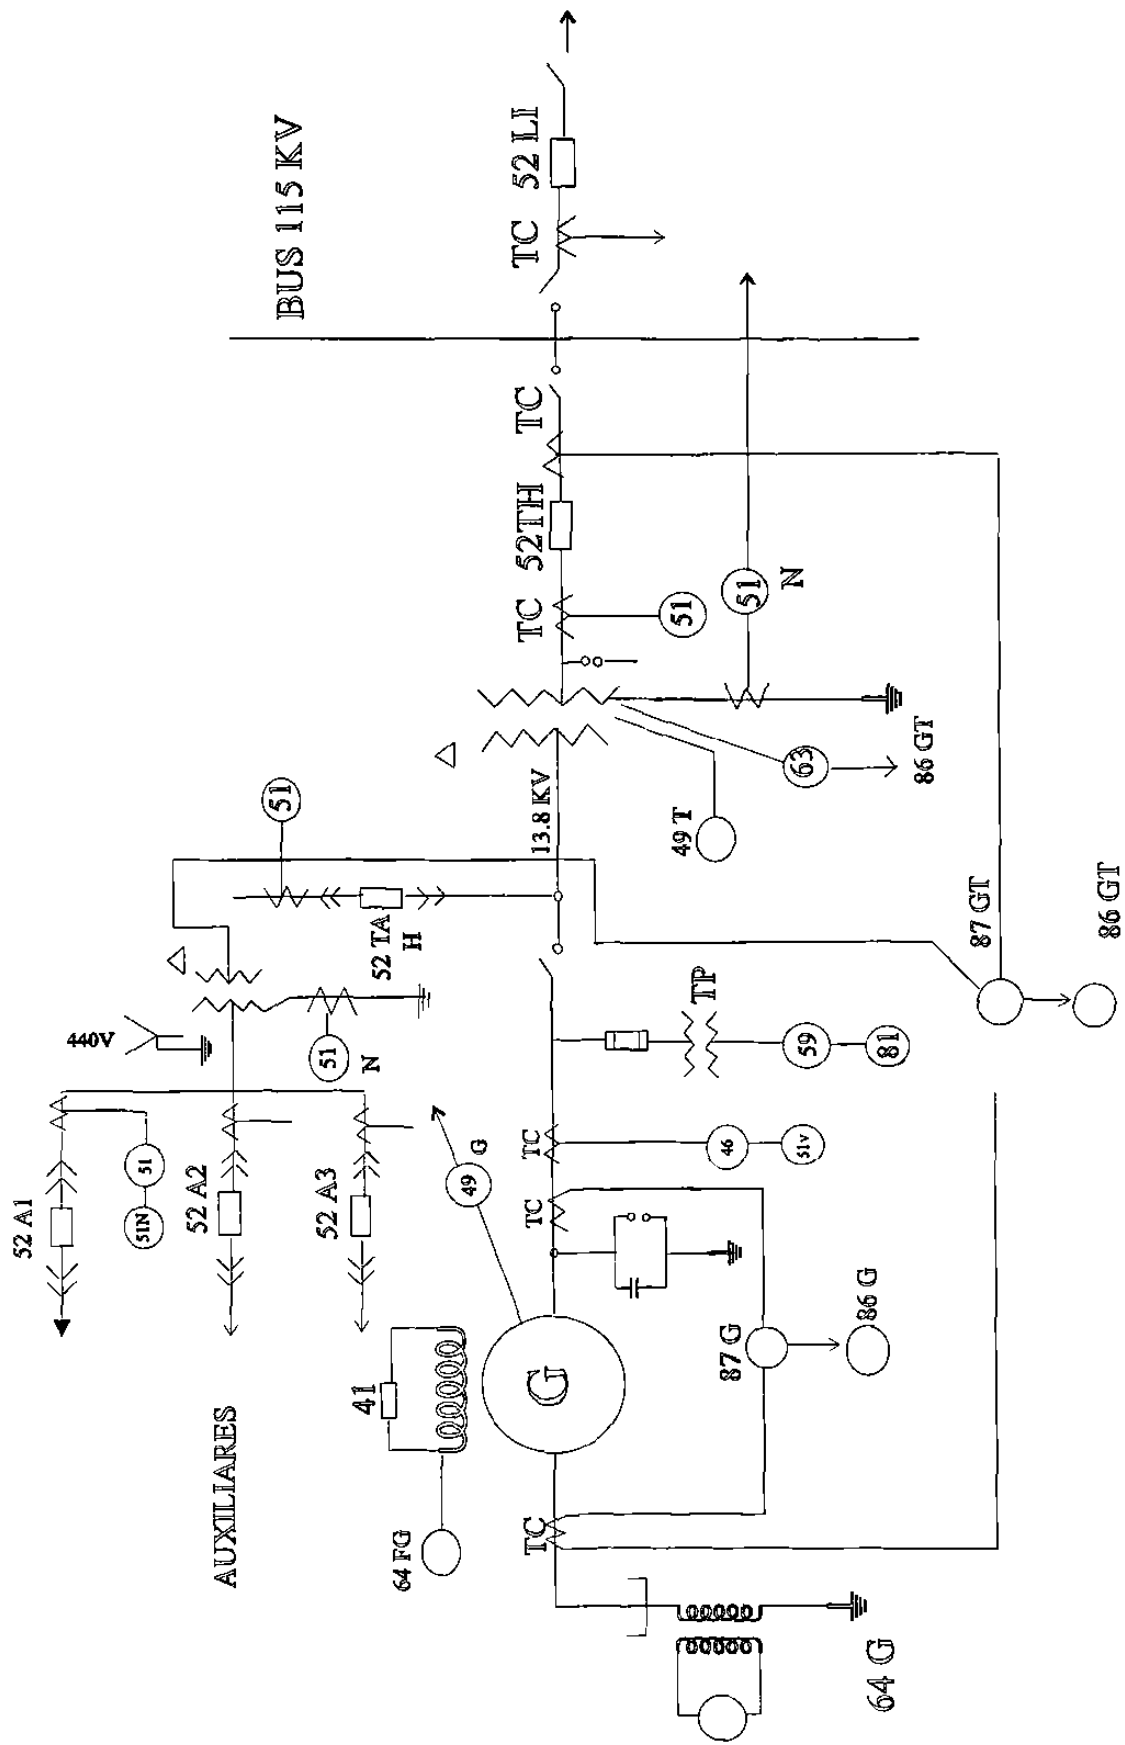 BUS 115 KV
TC
52 LI
TC
52TH
TC
51
51
N
13.8 KV
63
86 GT
49 T
51
52 TA
H
440V
51
N
87 GT
86 GT
TP
59
81
TC
46
51v
TC
49
G
52 A1
51
51N
52 A2
52 A3
AUXILIARES
41
64 FG
G
87 G
86 G
TC
64 G